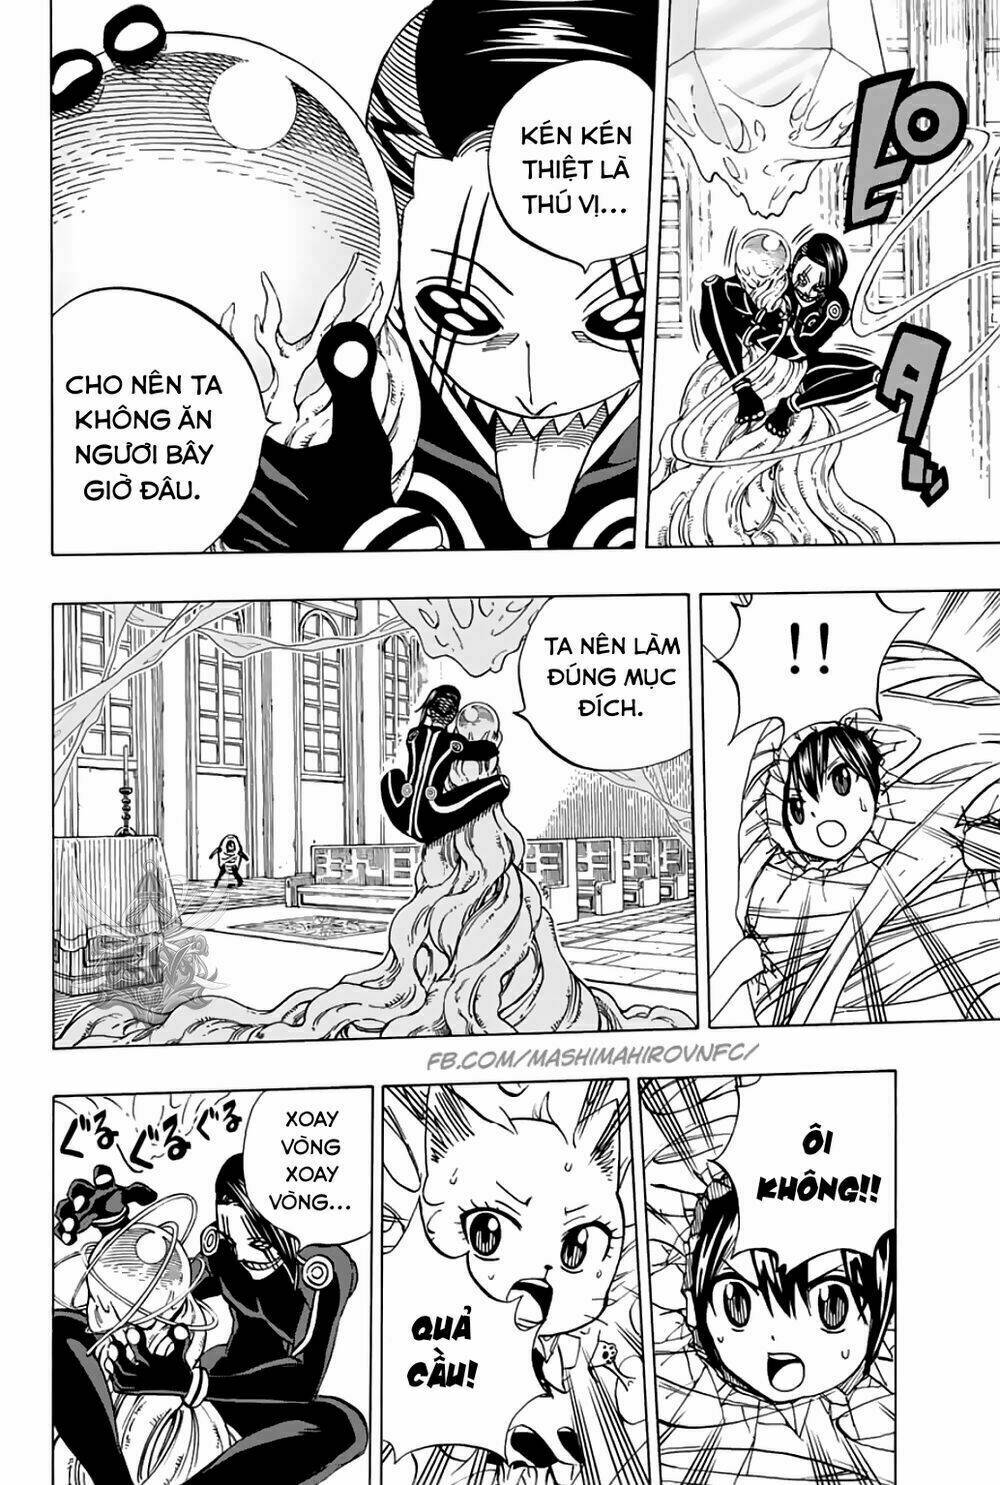 KÉN KÉN
THIỆT LÀ
THÚ VỊ...
CHO NÊN TA
KHÔNG ĂN
NGƯƠI BÂY
GIỜ ĐÂU.
TA NÊN LÀM
ĐÚNG MỤC
ĐÍCH.
!!
FB.COM/MASHIMAHIROVNFC/
XOAY
VÒNG
XOAY
VÒNG...
ぐるぐるぐる
QUẢ
CẦU!
ÔI
KHÔNG!!